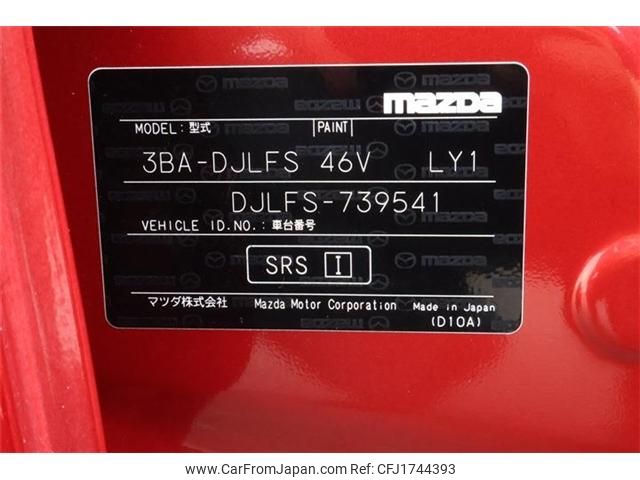 mazda
MODEL : 型式 PAINT
3BA-DJLFS 46V LY1
DJLFS-739541
VEHICLE ID.NO. : 車台番号
SRS I
マツダ株式会社 Mazda Motor Corporation Made in Japan
(D10A)
www.CarFromJapan.com | Ref.ID: CFJ1744393